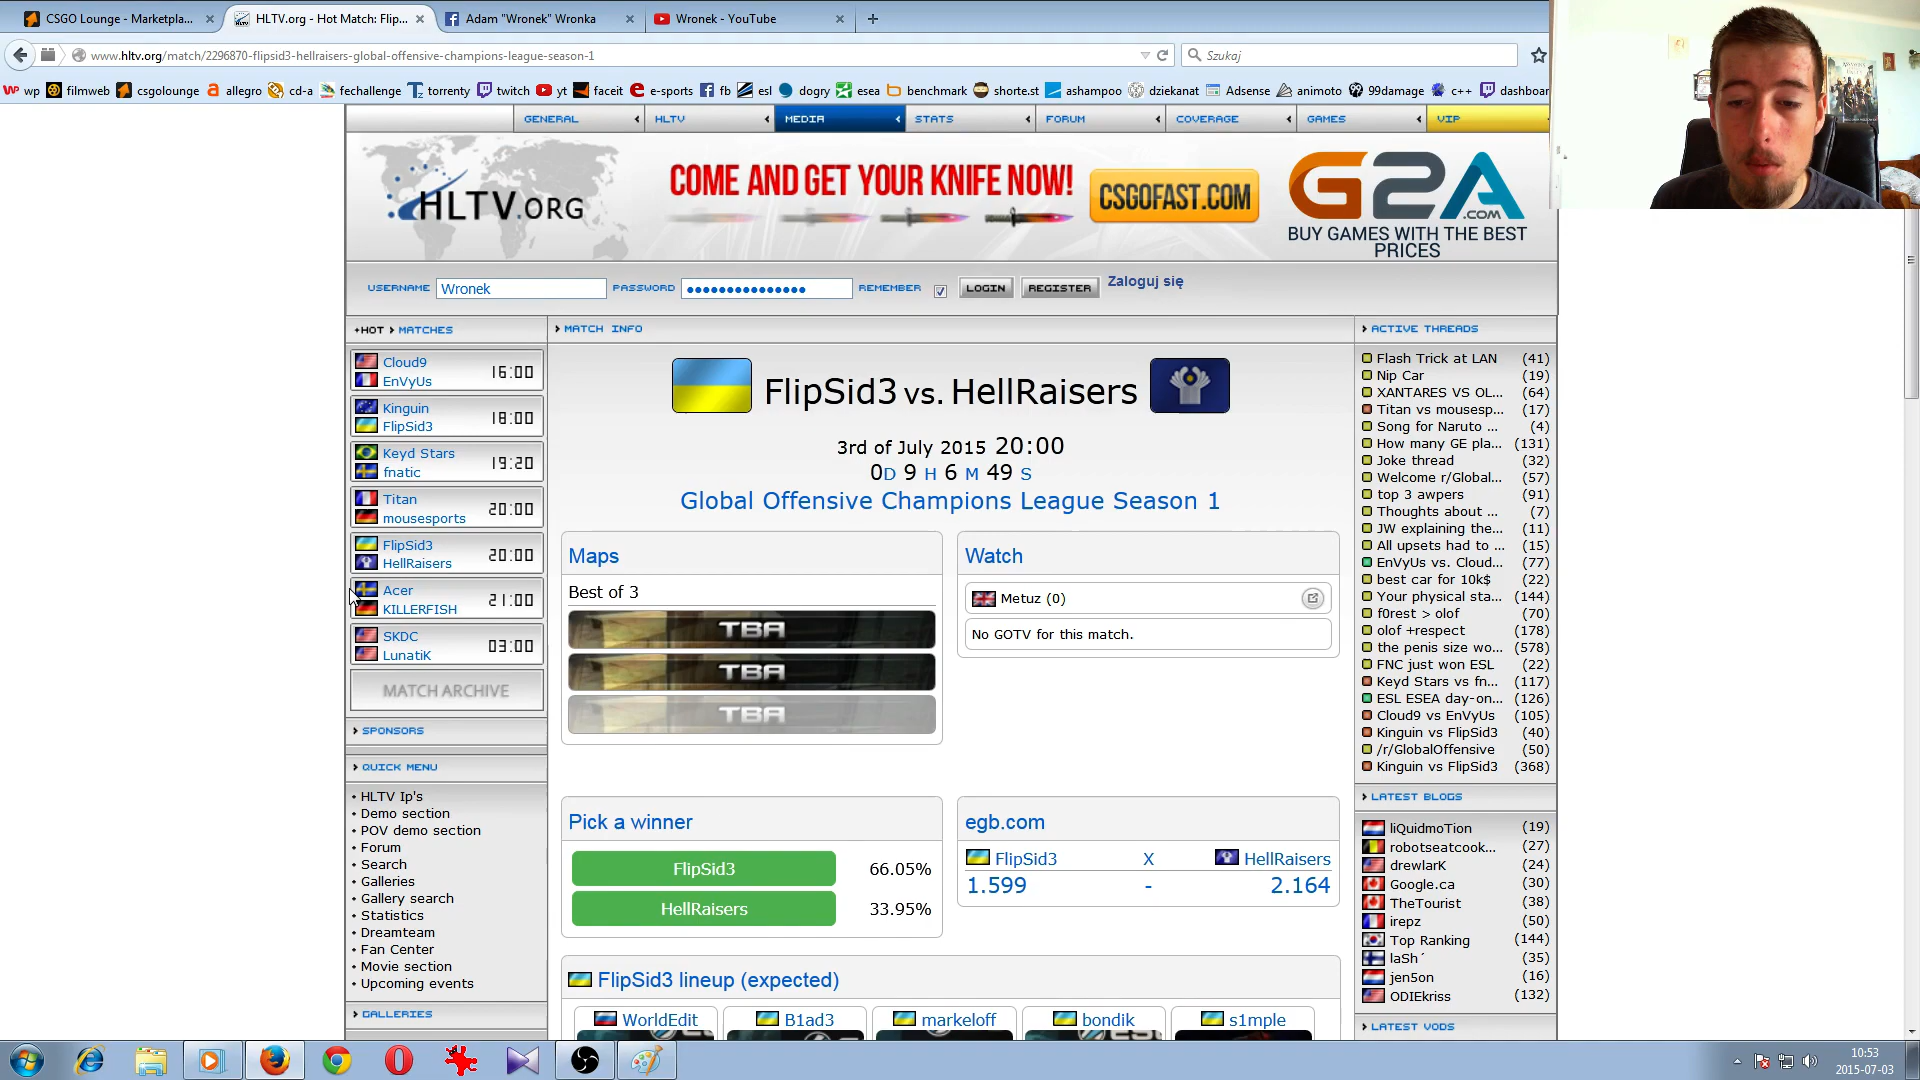 CSGO Lounge - Marketpla...
HLTV.org - Hot Match: Flip...
Adam "Wronek" Wronka
Wronek - YouTube
www.hltv.org/match/2296870-flipsid3-hellraisers-global-offensive-champions-league-season-1
Szukaj
wp filmweb csgolounge allegro cd-a fechallenge torrenty twitch yt faceit e-sports fb esl dogry esea benchmark shorte.st ashampoo dziekanat Adsense animoto 99damage c++ dashboar
GENERAL HLTV MEDIA STATS FORUM COVERAGE GAMES VIP
HLTV.ORG
COME AND GET YOUR KNIFE NOW!
CSGOFAST.COM
G2A
.COM
BUY GAMES WITH THE BEST
PRICES
USERNAME Wronek PASSWORD REMEMBER LOGIN REGISTER Zaloguj się
+HOT MATCHES
Cloud9
EnVyUs
16:00
Kinguin
FlipSid3
18:00
Keyd Stars
fnatic
19:20
Titan
mousesports
20:00
FlipSid3
HellRaisers
20:00
Acer
KILLERFISH
21:00
SKDC
LunatiK
03:00
MATCH ARCHIVE
SPONSORS
QUICK MENU
HLTV Ip's
Demo section
POV demo section
Forum
Search
Galleries
Gallery search
Statistics
Dreamteam
Fan Center
Movie section
Upcoming events
GALLERIES
MATCH INFO
FlipSid3 vs. HellRaisers
3rd of July 2015 20:00
0D 9 H 6 M 49 S
Global Offensive Champions League Season 1
Maps
Best of 3
TBA
TBA
TBA
Watch
Metuz (0)
No GOTV for this match.
Pick a winner
FlipSid3 66.05%
HellRaisers 33.95%
egb.com
FlipSid3 X HellRaisers
1.599 - 2.164
FlipSid3 lineup (expected)
WorldEdit B1ad3 markeloff bondik s1mple
ACTIVE THREADS
Flash Trick at LAN (41)
Nip Car (19)
XANTARES VS OL... (64)
Titan vs mousesp... (17)
Song for Naruto ... (4)
How many GE pla... (131)
Joke thread (32)
Welcome r/Global... (57)
top 3 awpers (91)
Thoughts about ... (7)
JW explaining the... (11)
All upsets had to ... (15)
EnVyUs vs. Cloud... (77)
best car for 10k$ (22)
Your physical sta... (144)
f0rest > olof (70)
olof +respect (178)
the penis size wo... (578)
FNC just won ESL (22)
Keyd Stars vs fn... (117)
ESL ESEA day-on... (126)
Cloud9 vs EnVyUs (105)
Kinguin vs FlipSid3 (40)
/r/GlobalOffensive (50)
Kinguin vs FlipSid3 (368)
LATEST BLOGS
liQuidmoTion (19)
robotseatcook... (27)
drewlarK (24)
Google.ca (30)
TheTourist (38)
irepz (50)
Top Ranking (144)
laSh´ (35)
jen5on (16)
ODIEkriss (132)
LATEST VODS
10:53
2015-07-03